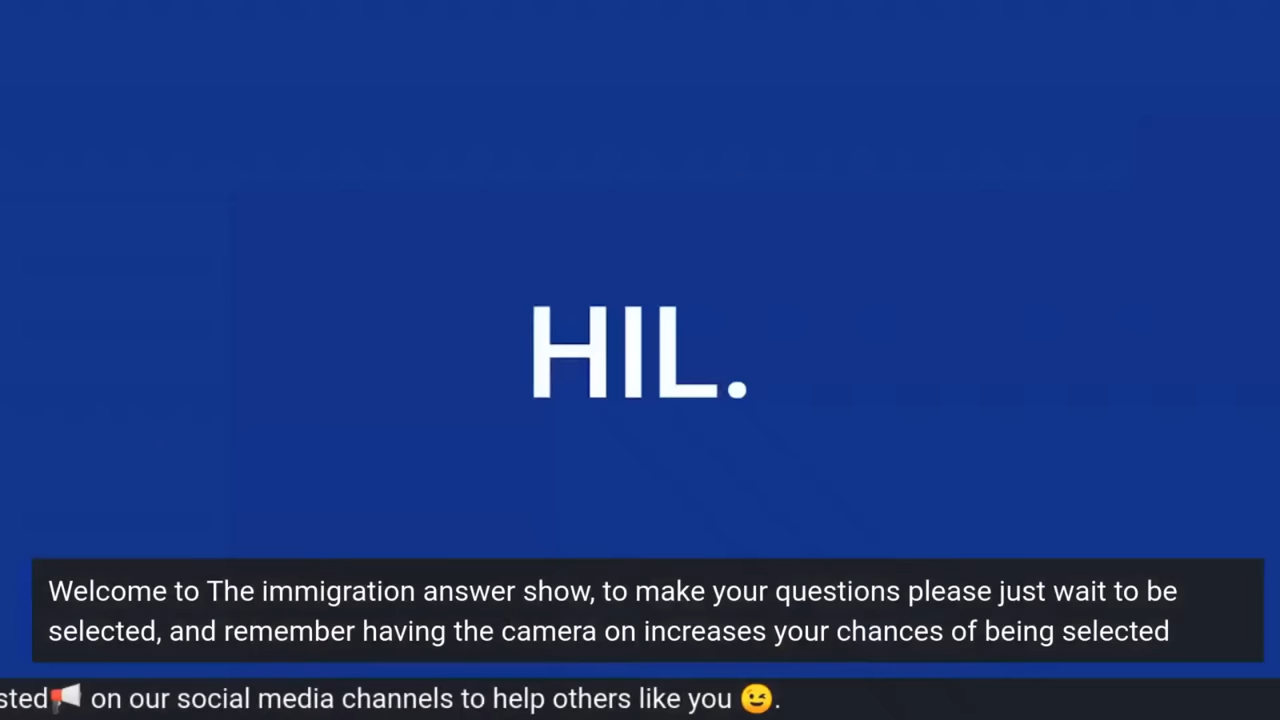 HIL.
Welcome to The immigration answer show, to make your questions please just wait to be
selected, and remember having the camera on increases your chances of being selected
sted📢 on our social media channels to help others like you 😉.